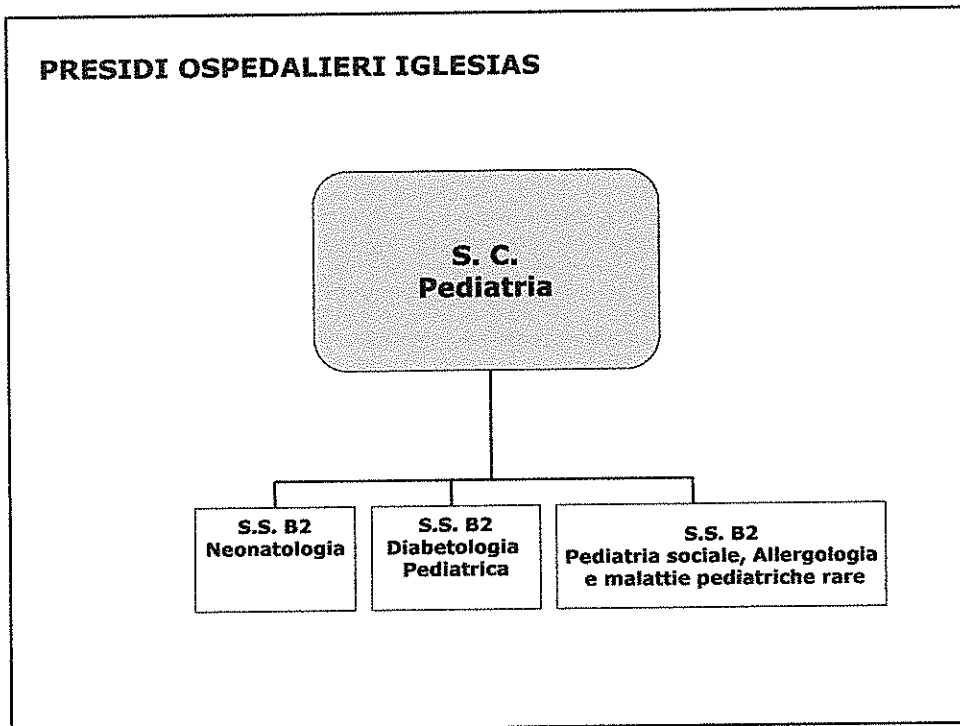 PRESIDI OSPEDALIERI IGLESIAS
S. C.
Pediatria
S.S. B2
Neonatologia
S.S. B2
Diabetologia
Pediatrica
S.S. B2
Pediatria sociale, Allergologia
e malattie pediatriche rare